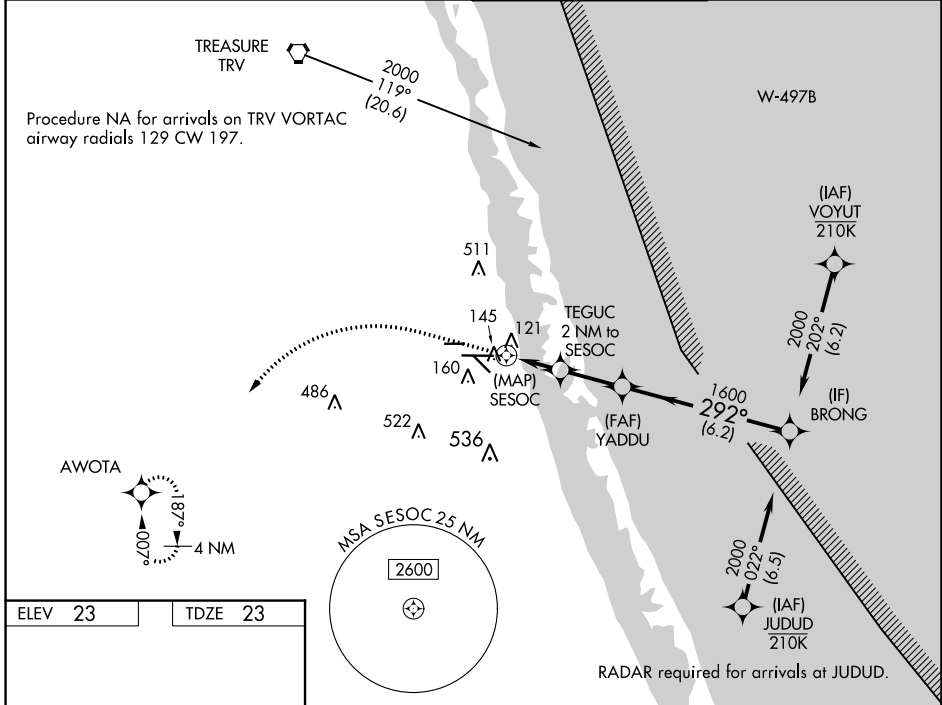 TREASURE
TRV
2000
119°
(20.6)
W-497B
Procedure NA for arrivals on TRV VORTAC
airway radials 129 CW 197.
(IAF)
VOYUT
210K
511
2000
202°
(6.2)
145
121
TEGUC
2 NM to
SESOC
160
(MAP)
SESOC
486
522
536
(FAF)
YADDU
1600
292°
(6.2)
(IF)
BRONG
AWOTA
187°
007°
4 NM
MSA SESOC 25 NM
2600
2000
022°
(6.5)
(IAF)
JUDUD
210K
ELEV 23
TDZE 23
RADAR required for arrivals at JUDUD.